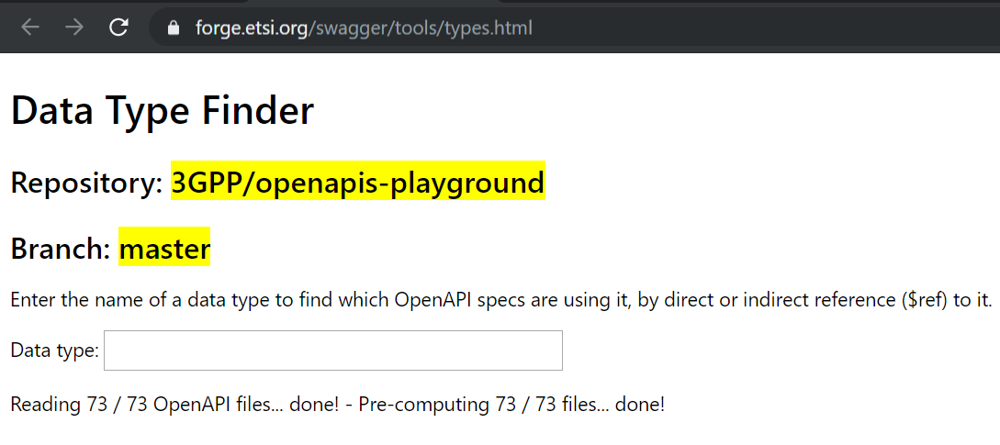 forge.etsi.org/swagger/tools/types.html
Data Type Finder
Repository: 3GPP/openapis-playground
Branch: master
Enter the name of a data type to find which OpenAPI specs are using it, by direct or indirect reference ($ref) to it.
Data type:
Reading 73 / 73 OpenAPI files... done! - Pre-computing 73 / 73 files... done!